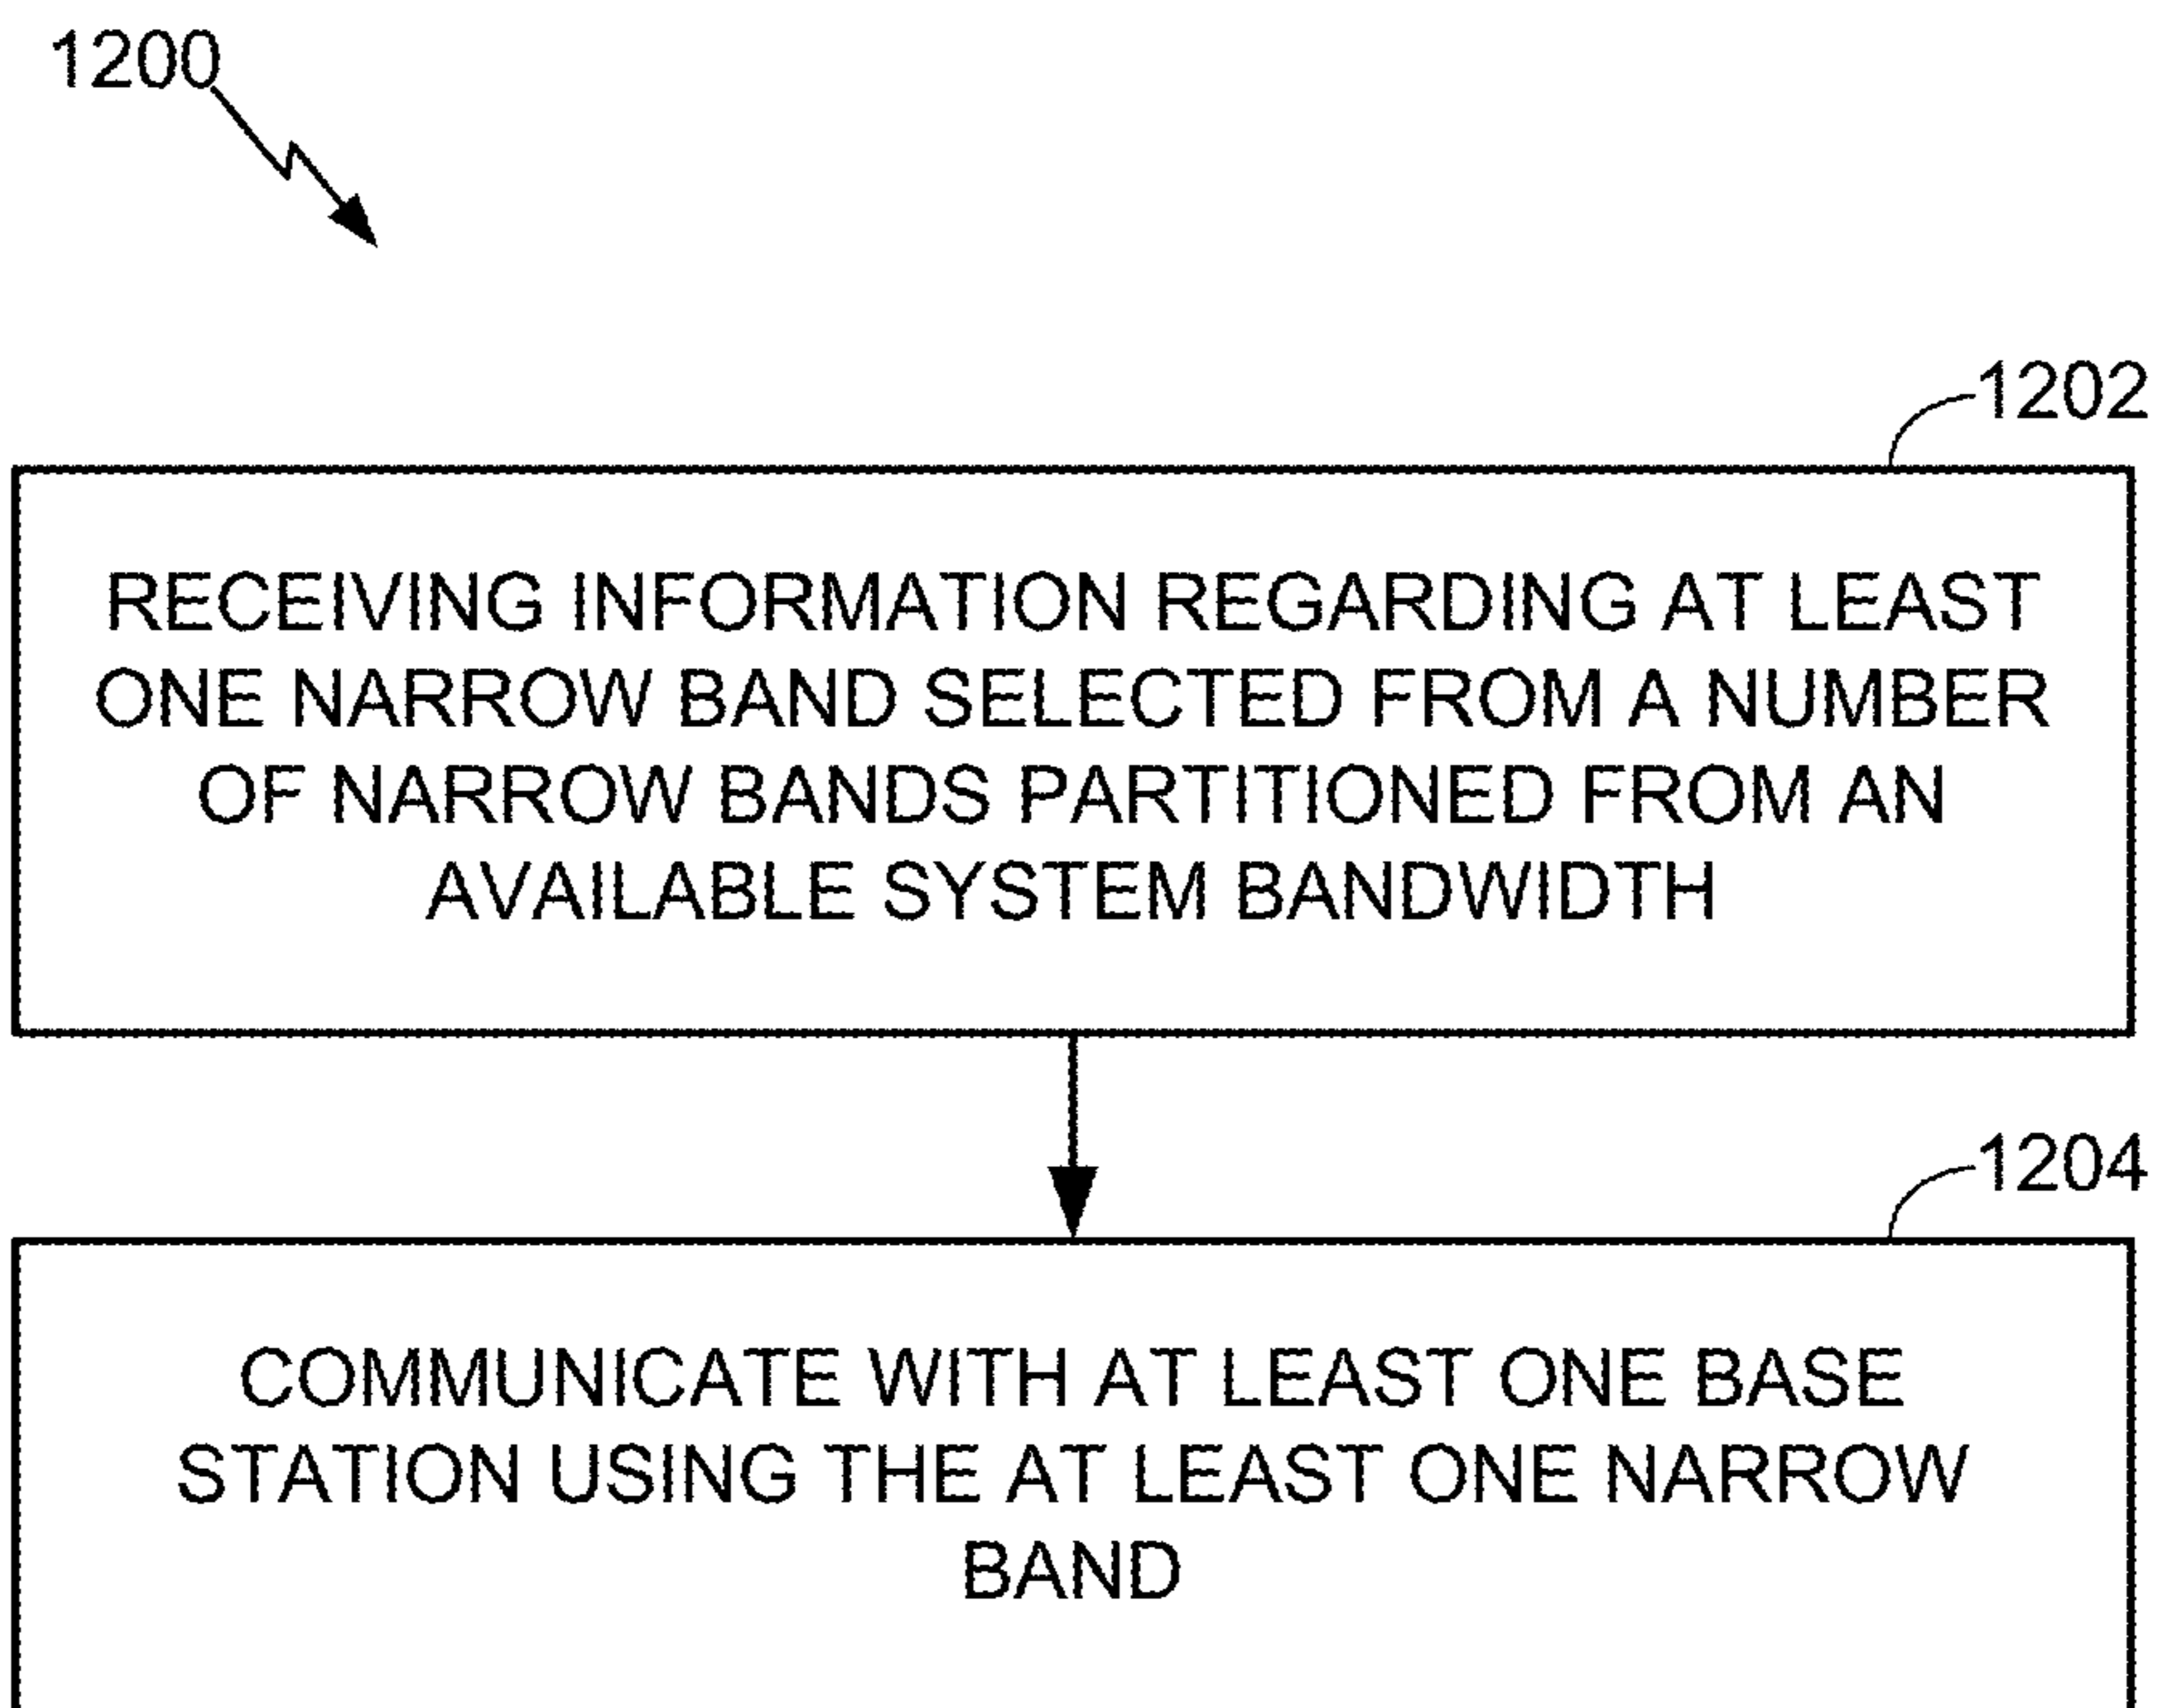 1200
1202
RECEIVING INFORMATION REGARDING AT LEAST
ONE NARROW BAND SELECTED FROM A NUMBER
OF NARROW BANDS PARTITIONED FROM AN
AVAILABLE SYSTEM BANDWIDTH
1204
COMMUNICATE WITH AT LEAST ONE BASE
STATION USING THE AT LEAST ONE NARROW
BAND